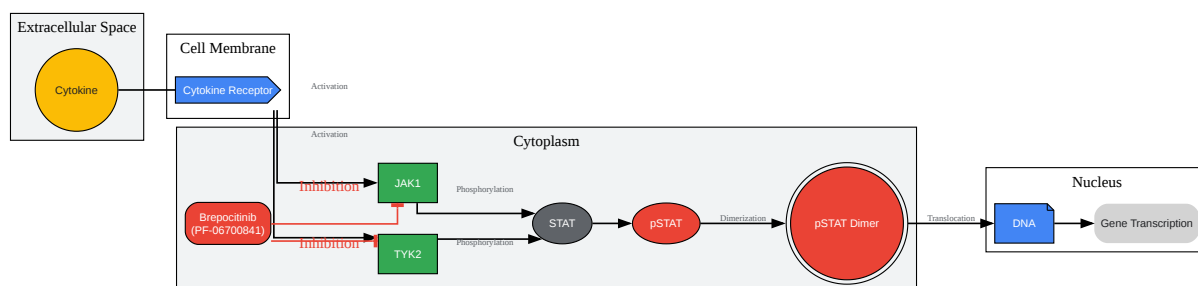 Extracellular Space
Cytokine
Cell Membrane
Cytokine Receptor
Activation
Activation
Cytoplasm
Inhibition
JAK1
Phosphorylation
Brepocitinib
(PF-06700841)
Inhibition
TYK2
Phosphorylation
STAT
pSTAT
Dimerization
pSTAT Dimer
Translocation
Nucleus
DNA
Gene Transcription